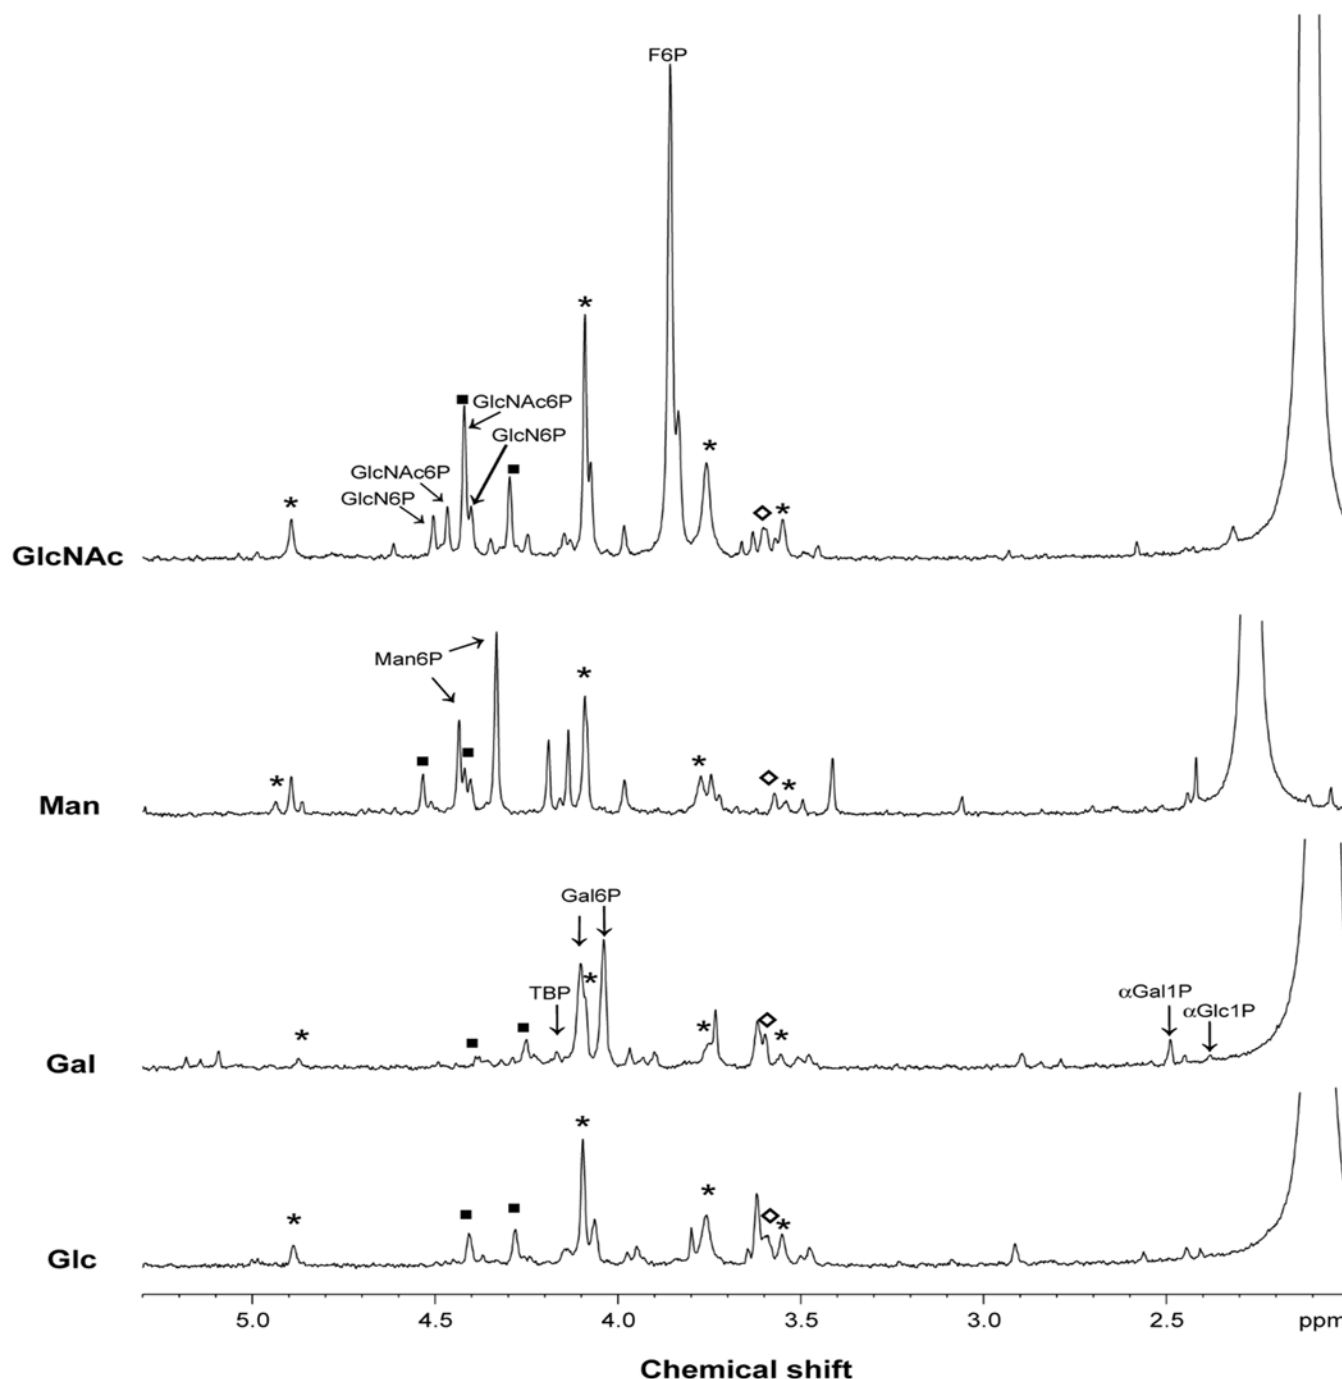 F6P
*
■ GlcNAc6P
GlcN6P
GlcNAc6P
*
GlcN6P
■
*
◇ *
GlcNAc
Man6P
*
■
*
*
■
◇
*
Man
Gal6P
TBP
*
αGal1P
αGlc1P
*
■
■
*
◇
*
Gal
*
*
■
■
*
◇
*
Glc
5.0 4.5 4.0 3.5 3.0 2.5 ppm
Chemical shift